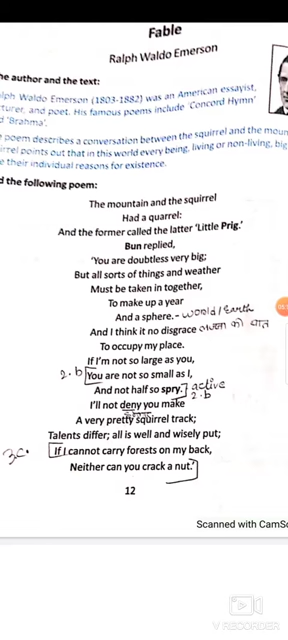 Fable
Ralph Waldo Emerson
he author and the text:
lph Waldo Emerson (1803-1882) was an American essayist,
turer, and poet. His famous poems include 'Concord Hymn'
d 'Brahma'.
poem describes a conversation between the squirrel and the moun
irrel points out that in this world every being, living or non-living, big
e their individual reasons for existence.
d the following poem:
The mountain and the squirrel
Had a quarrel:
And the former called the latter 'Little Prig.'
Bun replied,
'You are doubtless very big;
But all sorts of things and weather
Must be taken in together,
To make up a year
And a sphere. - World/Earth
And I think it no disgrace लज्जा की बात
To occupy my place.
If I'm not so large as you,
2.b You are not so small as I,
And not half so spry. active
2.b
I'll not deny you make
A very pretty squirrel track;
Talents differ; all is well and wisely put;
If I cannot carry forests on my back,
Neither can you crack a nut.'
12
Scanned with CamSc
V RECORDER